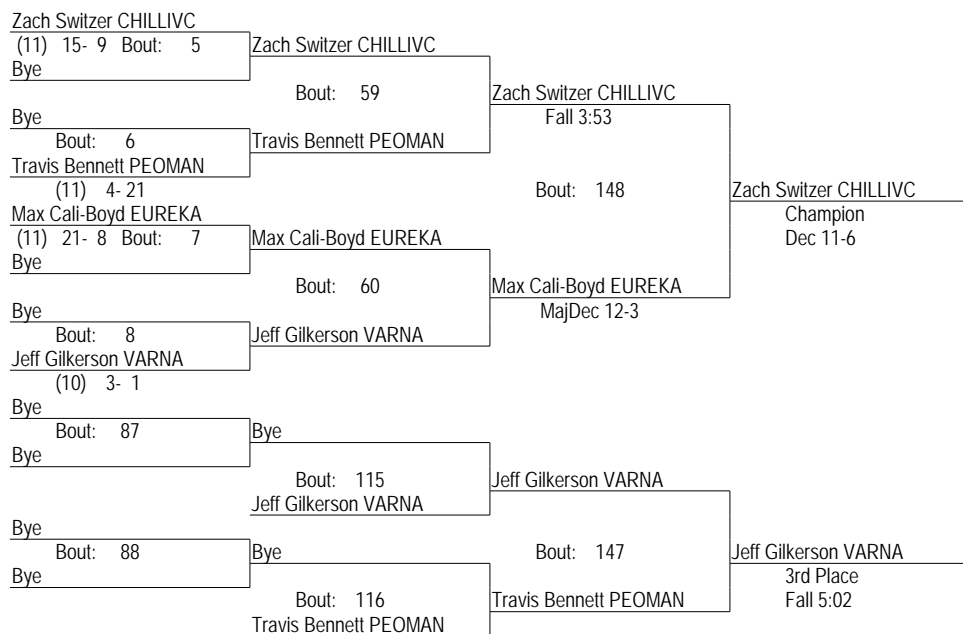 Zach Switzer CHILLIVC
(11) 15- 9 Bout: 5
Zach Switzer CHILLIVC
Bye
Bout: 59
Zach Switzer CHILLIVC
Bye
Fall 3:53
Bout: 6
Travis Bennett PEOMAN
Travis Bennett PEOMAN
(11) 4- 21
Bout: 148
Zach Switzer CHILLIVC
Max Cali-Boyd EUREKA
Champion
(11) 21- 8 Bout: 7
Max Cali-Boyd EUREKA
Dec 11-6
Bye
Bout: 60
Max Cali-Boyd EUREKA
Bye
MajDec 12-3
Bout: 8
Jeff Gilkerson VARNA
Jeff Gilkerson VARNA
(10) 3- 1
Bye
Bout: 87
Bye
Bye
Bout: 115
Jeff Gilkerson VARNA
Jeff Gilkerson VARNA
Bye
Bout: 88
Bye
Bout: 147
Jeff Gilkerson VARNA
Bye
3rd Place
Bout: 116
Travis Bennett PEOMAN
Fall 5:02
Travis Bennett PEOMAN